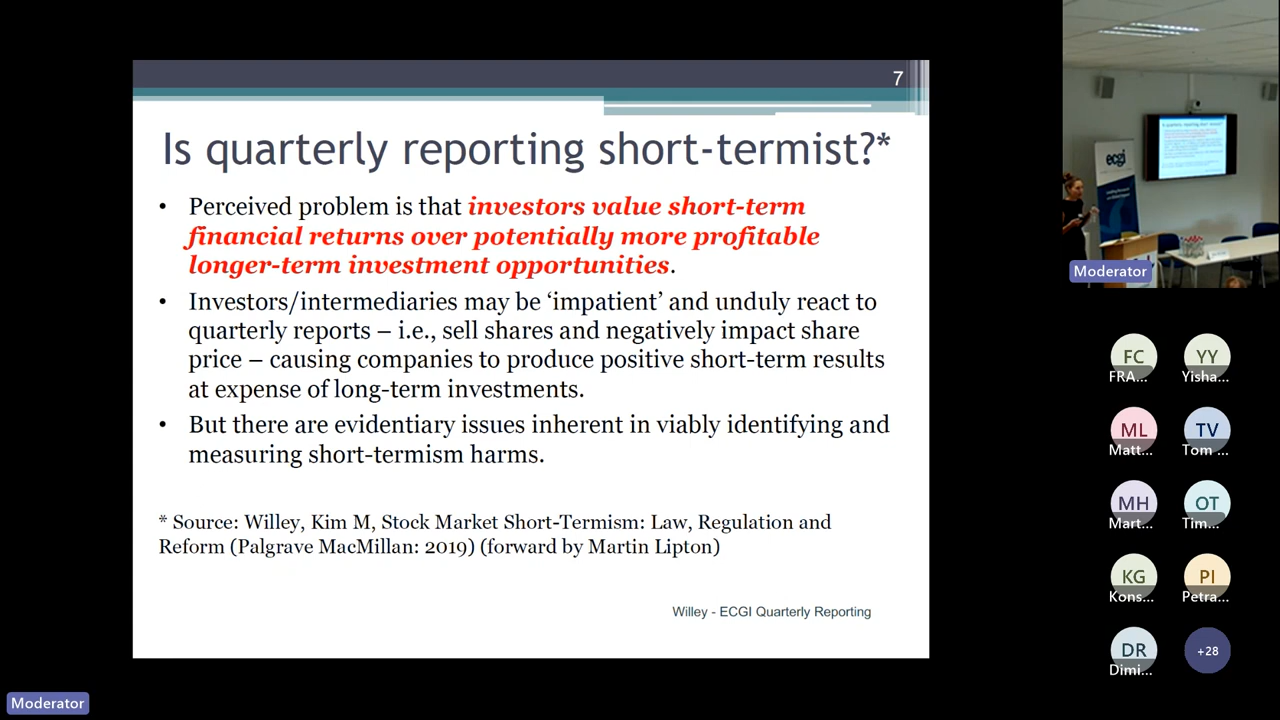 7
Is quarterly reporting short-termist?*
• Perceived problem is that investors value short-term
financial returns over potentially more profitable
longer-term investment opportunities.
• Investors/intermediaries may be ‘impatient’ and unduly react to
quarterly reports – i.e., sell shares and negatively impact share
price – causing companies to produce positive short-term results
at expense of long-term investments.
• But there are evidentiary issues inherent in viably identifying and
measuring short-termism harms.
* Source: Willey, Kim M, Stock Market Short-Termism: Law, Regulation and
Reform (Palgrave MacMillan: 2019) (forward by Martin Lipton)
Willey - ECGI Quarterly Reporting
ecgi
Moderator
FC
FRA...
YY
Yisha...
ML
Matt...
TV
Tom ...
MH
Mart...
OT
Tim...
KG
Kons...
PI
Petra...
DR
Dimi...
+28
Moderator